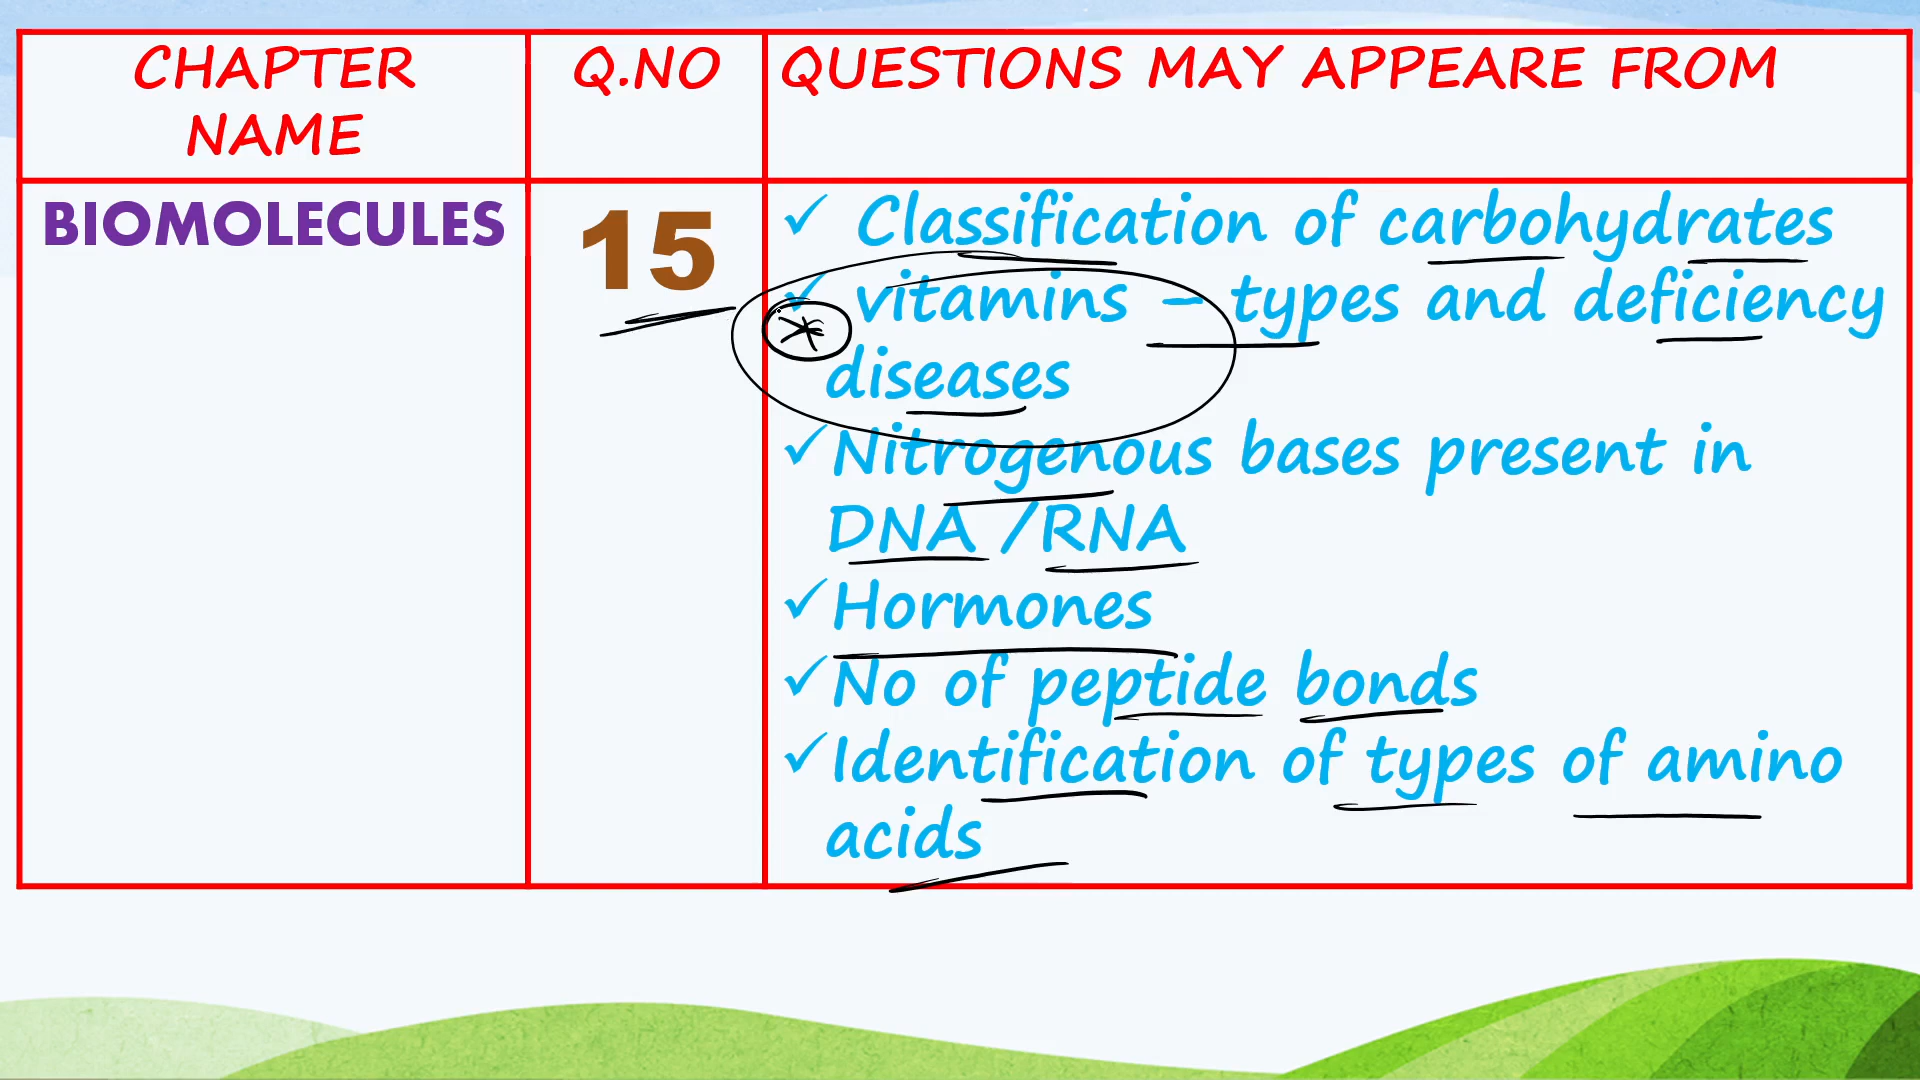 CHAPTER
NAME
Q.NO
QUESTIONS MAY APPEARE FROM
BIOMOLECULES
15
✓ Classification of carbohydrates
✓ vitamins – types and deficiency
diseases
✓Nitrogenous bases present in
DNA /RNA
✓Hormones
✓No of peptide bonds
✓Identification of types of amino
acids